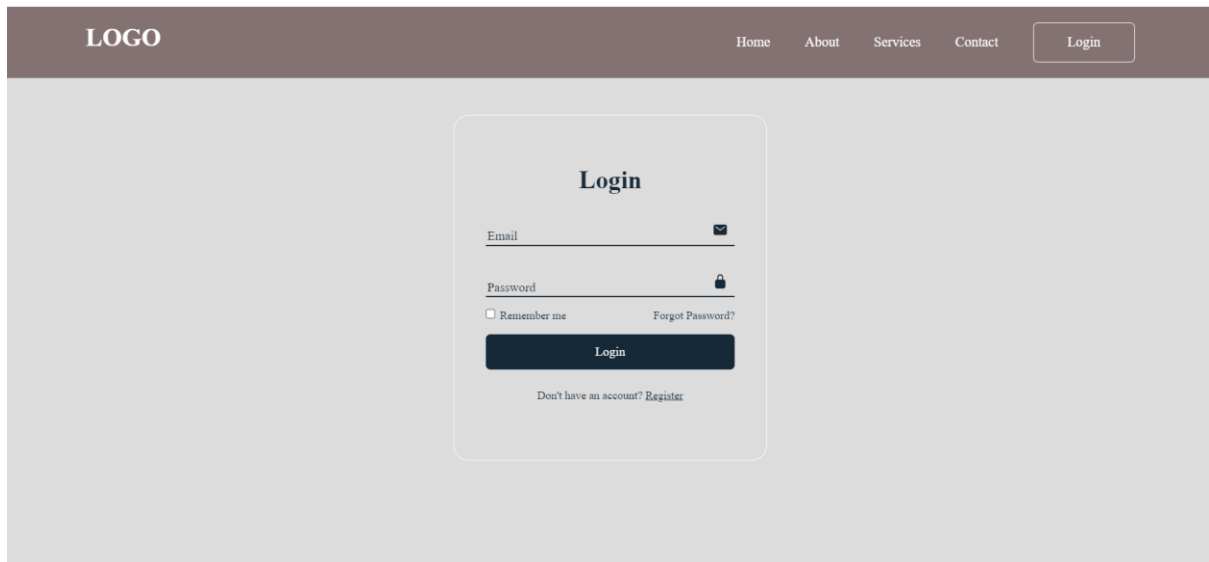 LOGO
Home About Services Contact Login
Login
Email
Password
Remember me Forgot Password?
Login
Don't have an account? Register